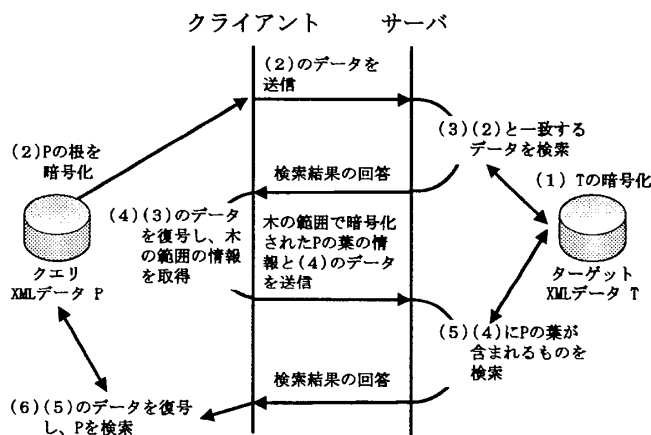 クライアント
サーバ
(2)のデータを
送信
(2)Pの根を
暗号化
(3)(2)と一致する
データを検索
検索結果の回答
(1) Tの暗号化
(4)(3)のデータ
を復号し、木
の範囲の情報
を取得
木の範囲で暗号化
されたPの葉の情
報と(4)のデータ
を送信
クエリ
XMLデータ P
ターゲット
XMLデータ T
(5)(4)にPの葉が
含まれるものを
検索
検索結果の回答
(6)(5)のデータを復号
し、Pを検索